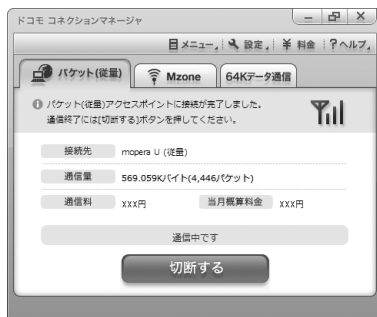 ドコモ コネクションマネージャ
メニュー 設定 ¥ 料金 ?ヘルプ
パケット(従量) Mzone 64Kデータ通信
パケット(従量)アクセスポイントに接続が完了しました。
通信終了には[切断する]ボタンを押してください。
接続先 mopera U (従量)
通信量 569.059Kバイト(4,446パケット)
通信料 xxx円 当月概算料金 xxx円
通信中です
切断する